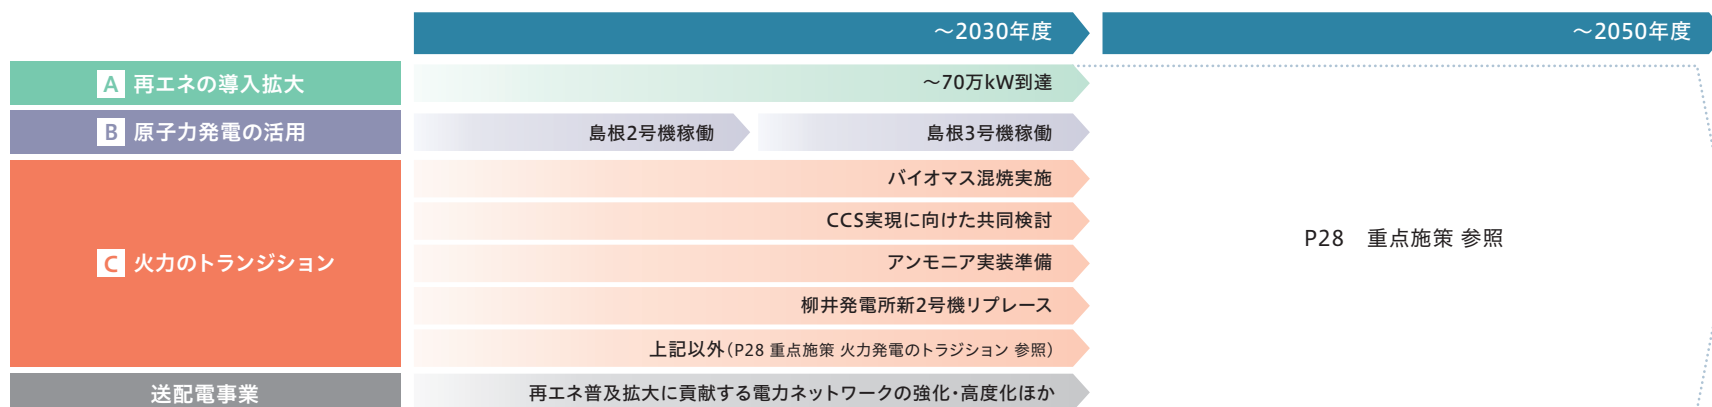 ～2030年度
～2050年度
A 再エネの導入拡大
～70万kW到達
B 原子力発電の活用
島根2号機稼働
島根3号機稼働
C 火力のトランジション
バイオマス混焼実施
CCS実現に向けた共同検討
アンモニア実装準備
柳井発電所新2号機リプレース
上記以外（P28 重点施策 火力発電のトラジション 参照）
P28　重点施策 参照
送配電事業
再エネ普及拡大に貢献する電力ネットワークの強化・高度化ほか